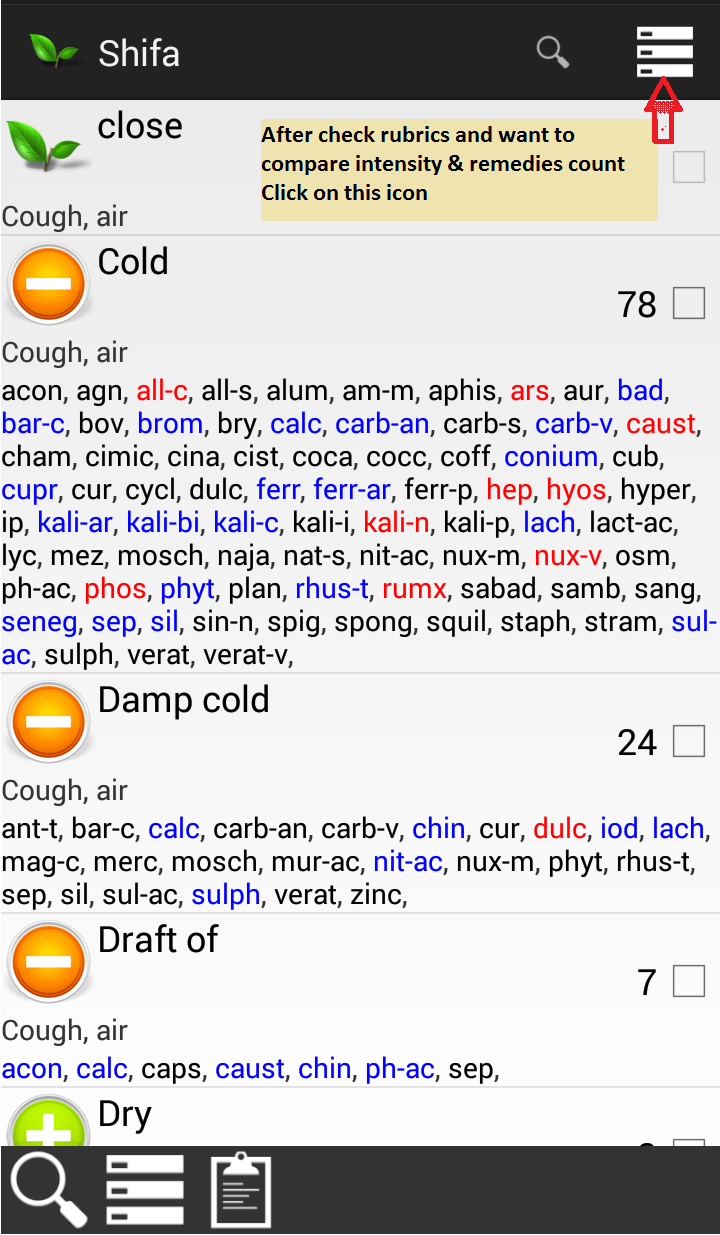 Shifa
close
After check rubrics and want to
compare intensity & remedies count
Click on this icon
Cough, air
Cold
78
Cough, air
acon, agn, all-c, all-s, alum, am-m, aphis, ars, aur, bad,
bar-c, bov, brom, bry, calc, carb-an, carb-s, carb-v, caust,
cham, cimic, cina, cist, coca, cocc, coff, conium, cub,
cupr, cur, cycl, dulc, ferr, ferr-ar, ferr-p, hep, hyos, hyper,
ip, kali-ar, kali-bi, kali-c, kali-i, kali-n, kali-p, lach, lact-ac,
lyc, mez, mosch, naja, nat-s, nit-ac, nux-m, nux-v, osm,
ph-ac, phos, phyt, plan, rhus-t, rumx, sabad, samb, sang,
seneg, sep, sil, sin-n, spig, spong, squil, staph, stram, sul-
ac, sulph, verat, verat-v,
Damp cold
24
Cough, air
ant-t, bar-c, calc, carb-an, carb-v, chin, cur, dulc, iod, lach,
mag-c, merc, mosch, mur-ac, nit-ac, nux-m, phyt, rhus-t,
sep, sil, sul-ac, sulph, verat, zinc,
Draft of
7
Cough, air
acon, calc, caps, caust, chin, ph-ac, sep,
Dry